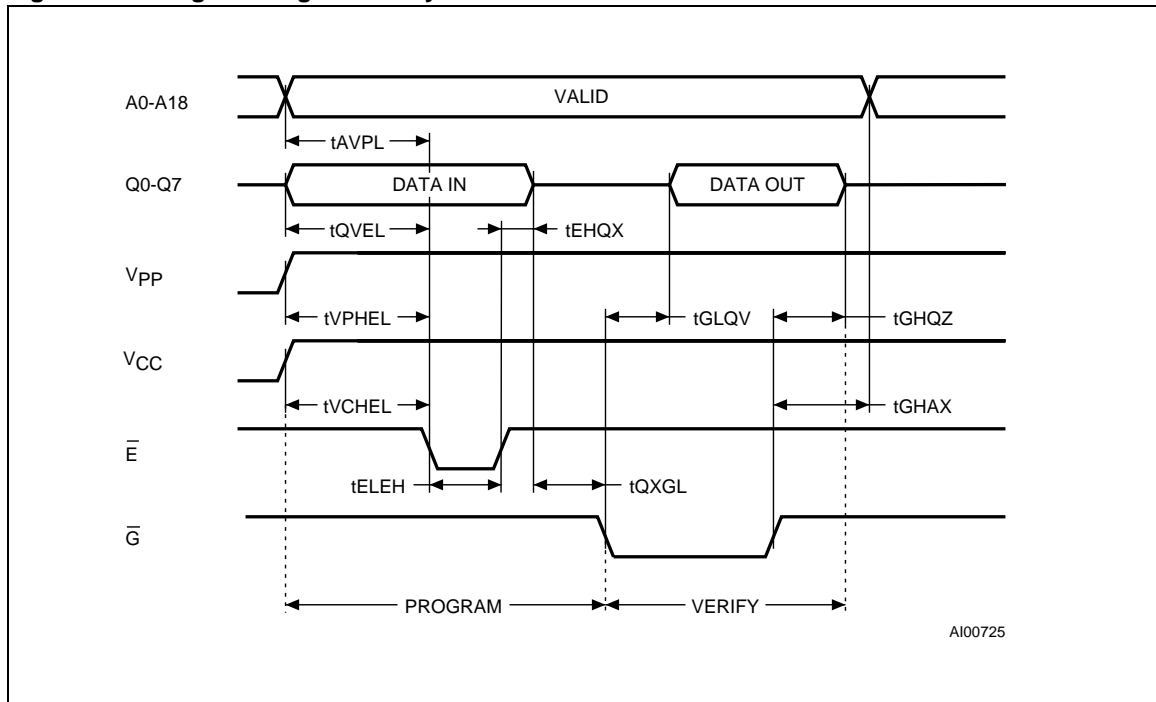 A0-A18
VALID
tAVPL
Q0-Q7
DATA IN
DATA OUT
tQVEL
tEHQX
VPP
tVPHEL
tGLQV
tGHQZ
VCC
tVCHEL
tGHAX
E
tELEH
tQXGL
G
PROGRAM
VERIFY
AI00725